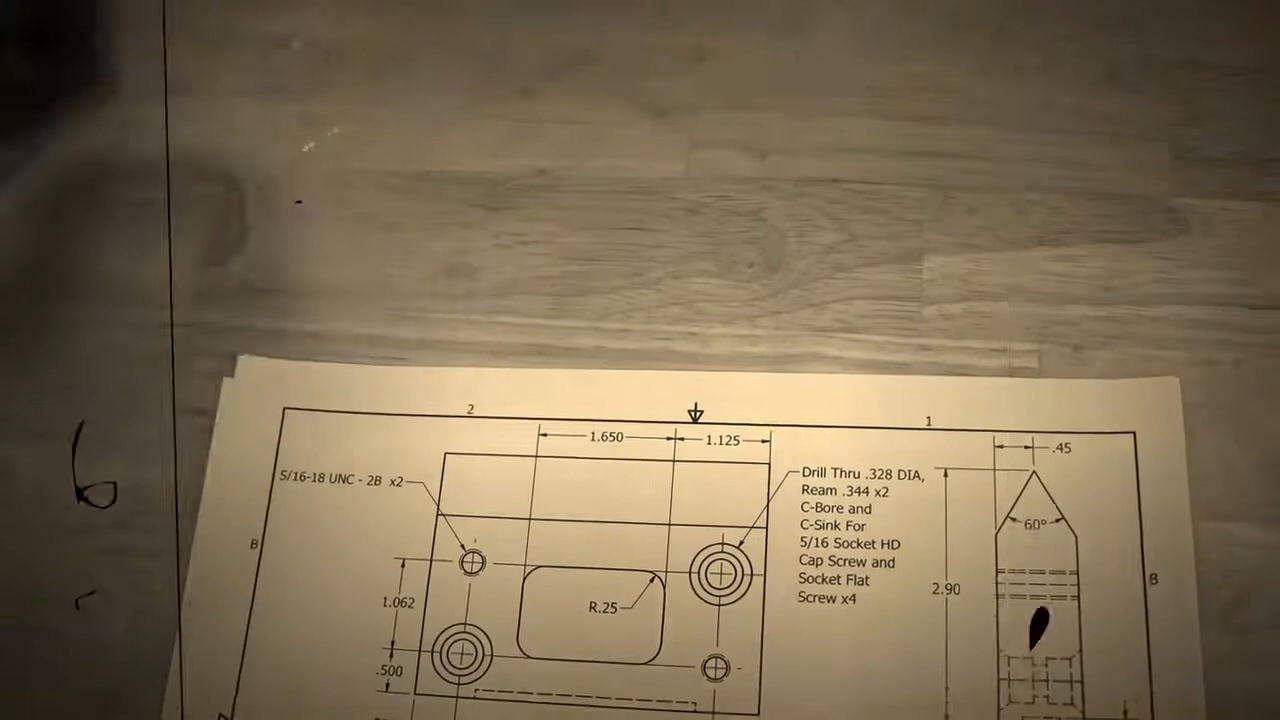 2
1
1.650
1.125
.45
5/16-18 UNC - 2B x2
Drill Thru .328 DIA,
Ream .344 x2
C-Bore and
C-Sink For
5/16 Socket HD
Cap Screw and
Socket Flat
Screw x4
60°
B
B
2.90
1.062
R.25
.500
6